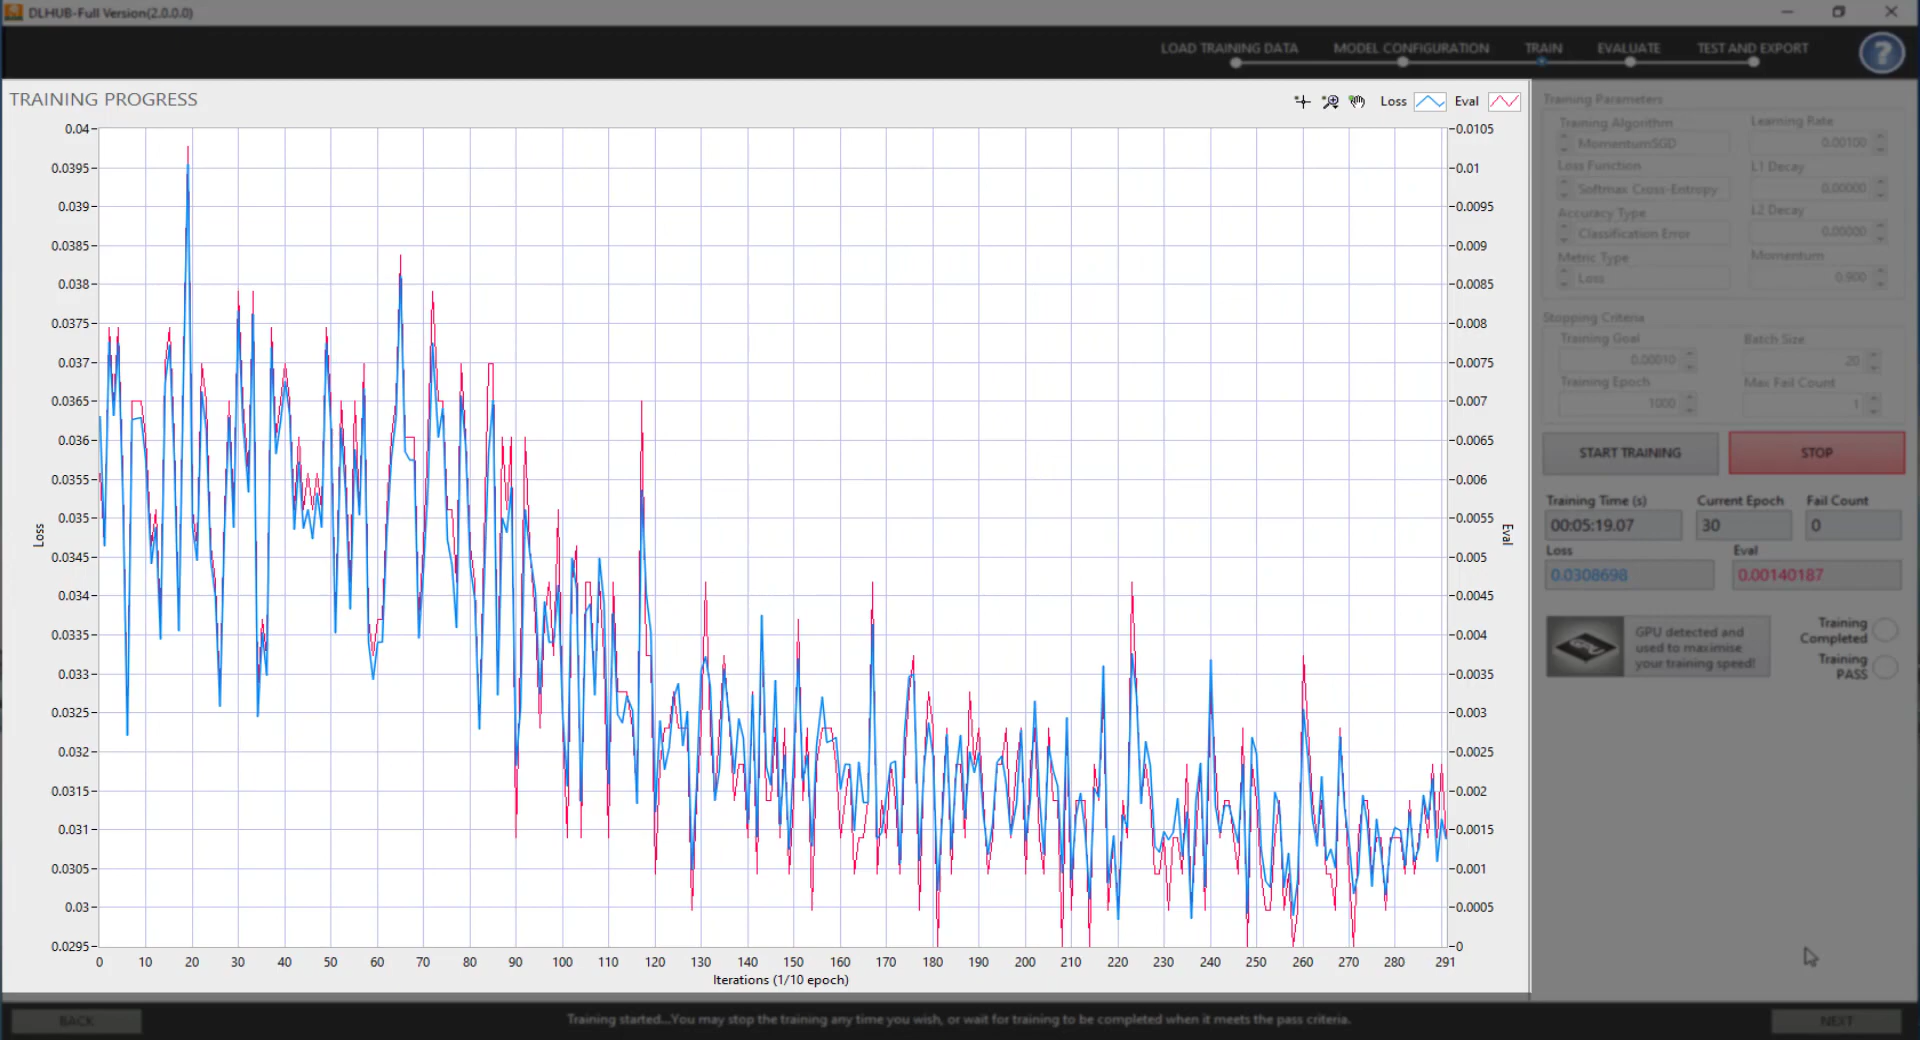 DLHUB-Full Version(2.0.0.0)
LOAD TRAINING DATA MODEL CONFIGURATION TRAIN EVALUATE TEST AND EXPORT
?
TRAINING PROGRESS
Loss Eval
0.04
0.0395
0.039
0.0385
0.038
0.0375
0.037
0.0365
0.036
0.0355
0.035
0.0345
0.034
0.0335
0.033
0.0325
0.032
0.0315
0.031
0.0305
0.03
0.0295
Loss
0.0105
0.01
0.0095
0.009
0.0085
0.008
0.0075
0.007
0.0065
0.006
0.0055
0.005
0.0045
0.004
0.0035
0.003
0.0025
0.002
0.0015
0.001
0.0005
0
Eval
0 10 20 30 40 50 60 70 80 90 100 110 120 130 140 150 160 170 180 190 200 210 220 230 240 250 260 270 280 291
Iterations (1/10 epoch)
Training Parameters
Training Algorithm Learning Rate
MomentumSGD 0.00100
Loss Function L1 Decay
Softmax Cross-Entropy 0.00000
Accuracy Type L2 Decay
Classification Error 0.00000
Metric Type Momentum
Loss 0.900
Stopping Criteria
Training Goal Batch Size
0.00010 20
Training Epoch Max Fail Count
1000 1
START TRAINING STOP
Training Time (s) Current Epoch Fail Count
00:05:19.07 30 0
Loss Eval
0.0308698 0.00140187
GPU detected and
used to maximise
your training speed!
Training
Completed
Training
PASS
BACK
Training started...You may stop the training any time you wish, or wait for training to be completed when it meets the pass criteria.
NEXT